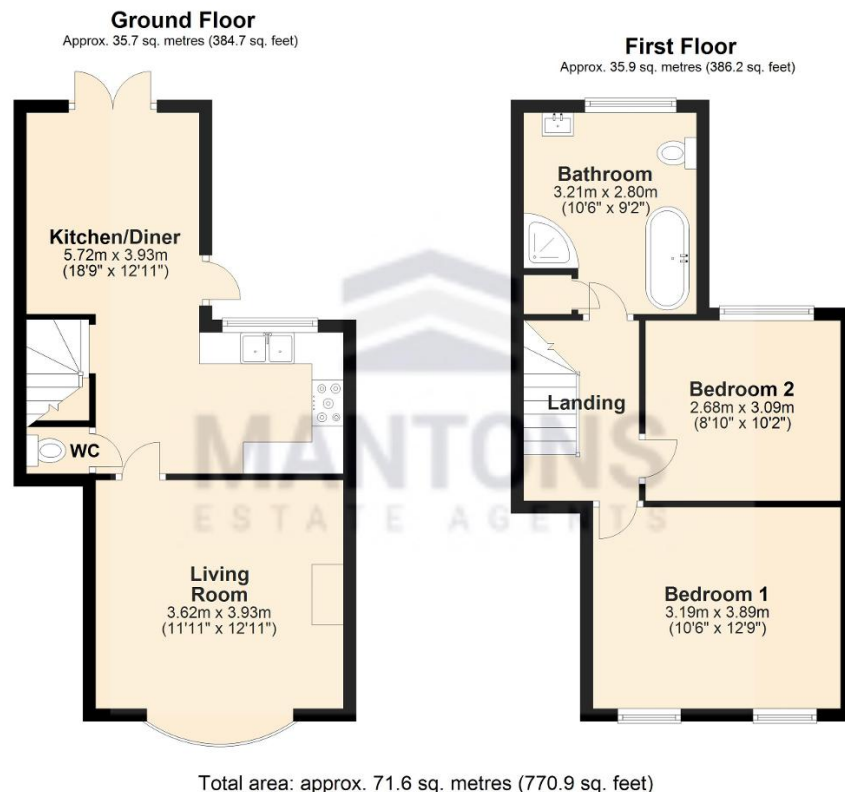 Ground Floor
Approx. 35.7 sq. metres (384.7 sq. feet)
Kitchen/Diner
5.72m x 3.93m
(18'9" x 12'11")
WC
Living
Room
3.62m x 3.93m
(11'11" x 12'11")
First Floor
Approx. 35.9 sq. metres (386.2 sq. feet)
Bathroom
3.21m x 2.80m
(10'6" x 9'2")
Landing
Bedroom 2
2.68m x 3.09m
(8'10" x 10'2")
Bedroom 1
3.19m x 3.89m
(10'6" x 12'9")
MANTONS
ESTATE AGENTS
Total area: approx. 71.6 sq. metres (770.9 sq. feet)